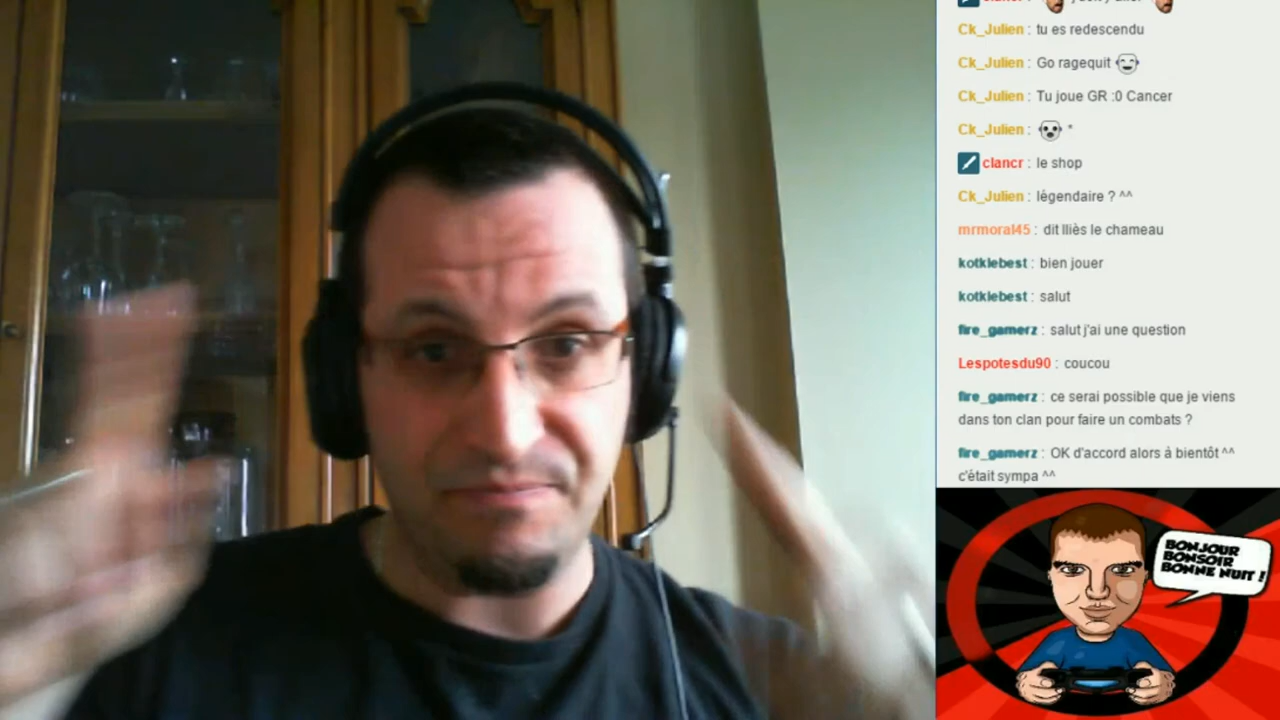 Ck_Julien : tu es redescendu
Ck_Julien : Go ragequit
Ck_Julien : Tu joue GR :0 Cancer
Ck_Julien : *
clancr : le shop
Ck_Julien : légendaire ? ^^
mrmoral45 : dit Iliès le chameau
kotklebest : bien jouer
kotklebest : salut
fire_gamerz : salut j'ai une question
Lespotesdu90 : coucou
fire_gamerz : ce serai possible que je viens
dans ton clan pour faire un combats ?
fire_gamerz : OK d'accord alors à bientôt ^^
c'était sympa ^^
BONJOUR
BONSOIR
BONNE NUIT !